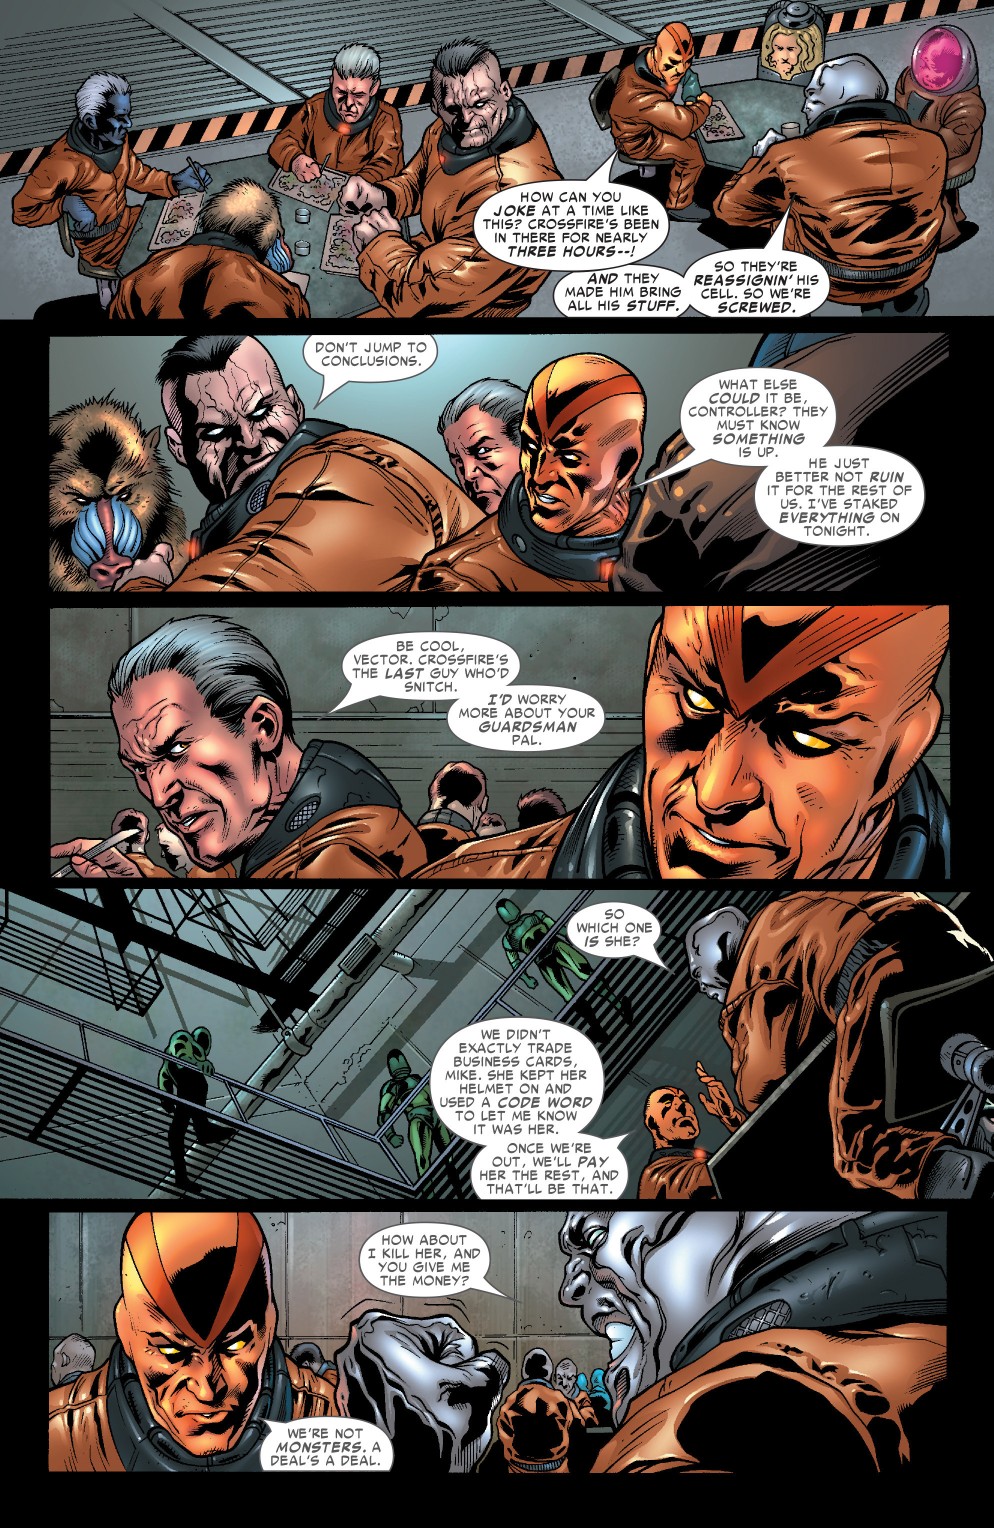 HOW CAN YOU
JOKE AT A TIME LIKE
THIS? CROSSFIRE'S BEEN
IN THERE FOR NEARLY
THREE HOURS--!
AND THEY
MADE HIM BRING
ALL HIS STUFF.
SO THEY'RE
REASSIGNIN' HIS
CELL. SO WE'RE
SCREWED.
DON'T JUMP TO
CONCLUSIONS.
WHAT ELSE
COULD IT BE,
CONTROLLER? THEY
MUST KNOW
SOMETHING
IS UP.
HE JUST
BETTER NOT RUIN
IT FOR THE REST OF
US. I'VE STAKED
EVERYTHING ON
TONIGHT.
BE COOL,
VECTOR. CROSSFIRE'S
THE LAST GUY WHO'D
SNITCH.
I'D WORRY
MORE ABOUT YOUR
GUARDSMAN
PAL.
SO
WHICH ONE
IS SHE?
WE DIDN'T
EXACTLY TRADE
BUSINESS CARDS,
MIKE. SHE KEPT HER
HELMET ON AND
USED A CODE WORD
TO LET ME KNOW
IT WAS HER.
ONCE WE'RE
OUT, WE'LL PAY
HER THE REST, AND
THAT'LL BE THAT.
HOW ABOUT
I KILL HER, AND
YOU GIVE ME
THE MONEY?
WE'RE NOT
MONSTERS. A
DEAL'S A DEAL.